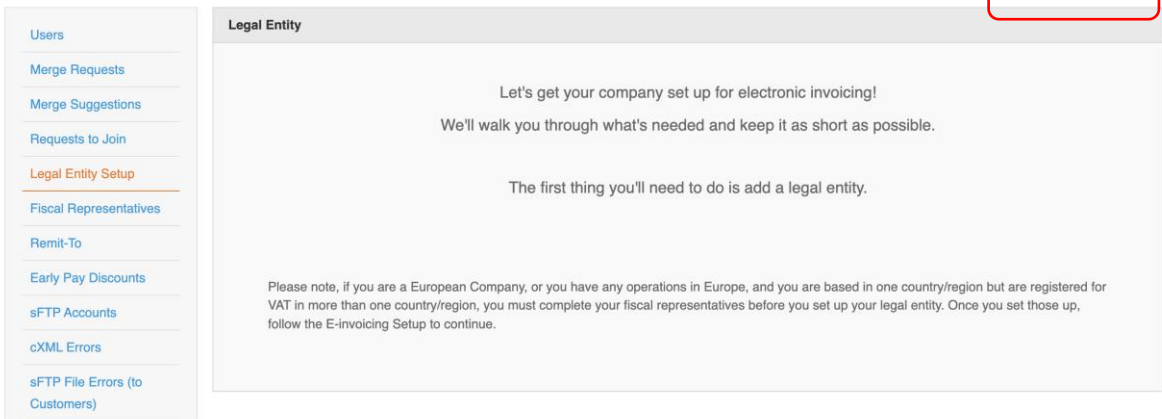 Users
Merge Requests
Merge Suggestions
Requests to Join
Legal Entity Setup
Fiscal Representatives
Remit-To
Early Pay Discounts
sFTP Accounts
cXML Errors
sFTP File Errors (to
Customers)
Legal Entity
Let's get your company set up for electronic invoicing!
We'll walk you through what's needed and keep it as short as possible.
The first thing you'll need to do is add a legal entity.
Please note, if you are a European Company, or you have any operations in Europe, and you are based in one country/region but are registered for
VAT in more than one country/region, you must complete your fiscal representatives before you set up your legal entity. Once you set those up,
follow the E-invoicing Setup to continue.